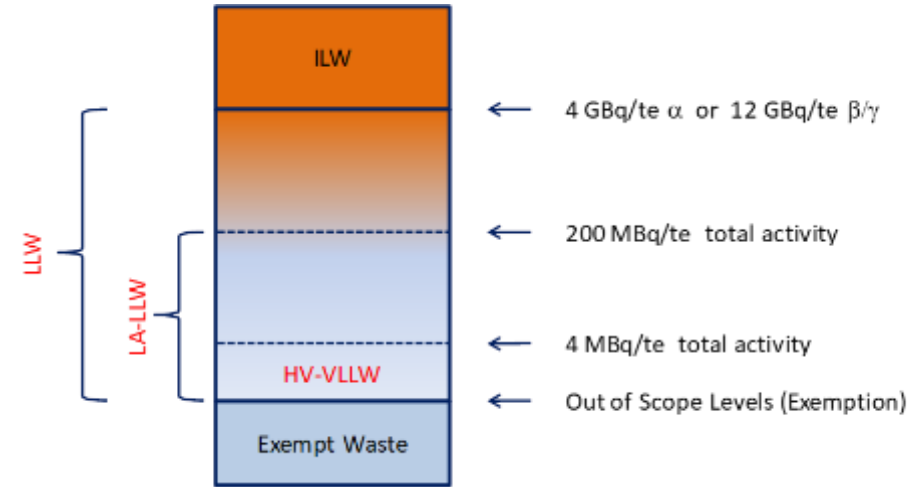 ILW
4 GBq/te α or 12 GBq/te β/γ
200 MBq/te total activity
LLW
LA-LLW
4 MBq/te total activity
HV-VLLW
Out of Scope Levels (Exemption)
Exempt Waste